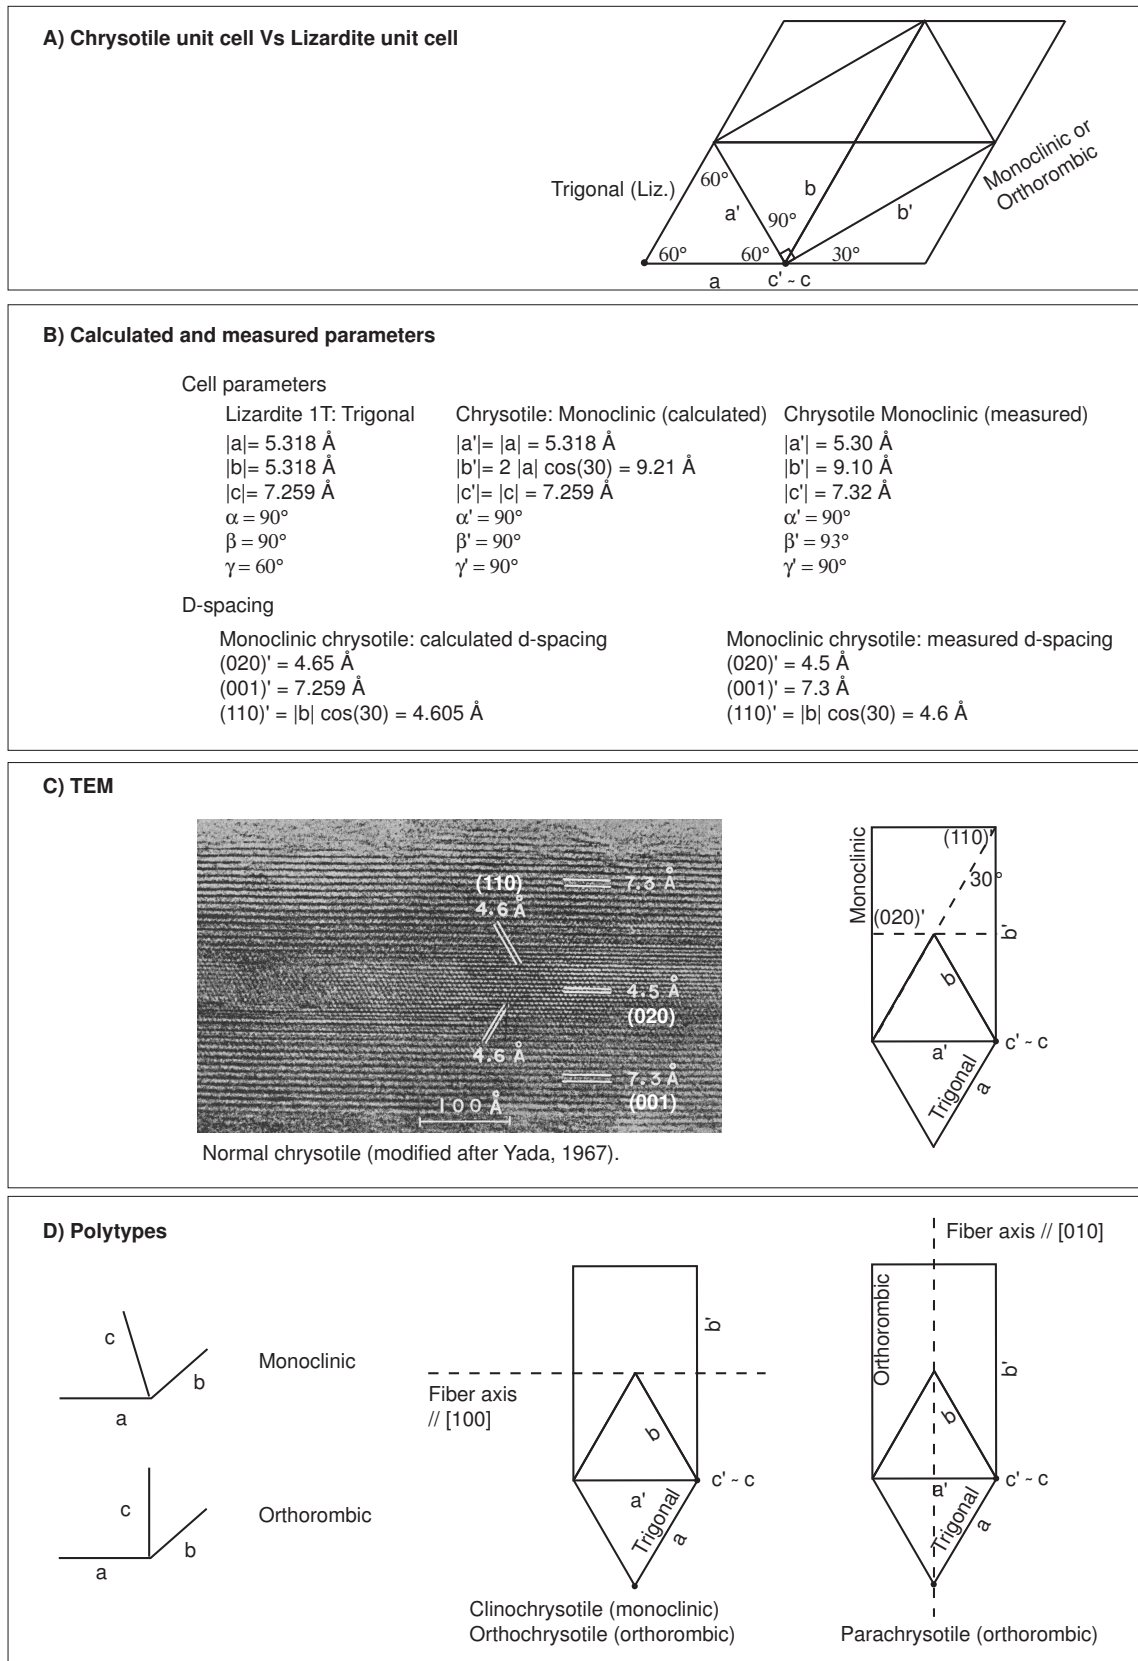 A) Chrysotile unit cell Vs Lizardite unit cell
Trigonal (Liz.)
Monoclinic or
Orthorombic
60°
a'
b
90°
b'
60°
60°
30°
a
c' ~ c
B) Calculated and measured parameters
Cell parameters
Lizardite 1T: Trigonal
|a|= 5.318 Å
|b|= 5.318 Å
|c|= 7.259 Å
α = 90°
β = 90°
γ = 60°
Chrysotile: Monoclinic (calculated)
|a'|= |a| = 5.318 Å
|b'|= 2 |a| cos(30) = 9.21 Å
|c'|= |c| = 7.259 Å
α' = 90°
β' = 90°
γ' = 90°
Chrysotile Monoclinic (measured)
|a'| = 5.30 Å
|b'| = 9.10 Å
|c'| = 7.32 Å
α' = 90°
β' = 93°
γ' = 90°
D-spacing
Monoclinic chrysotile: calculated d-spacing
(020)' = 4.65 Å
(001)' = 7.259 Å
(110)' = |b| cos(30) = 4.605 Å
Monoclinic chrysotile: measured d-spacing
(020)' = 4.5 Å
(001)' = 7.3 Å
(110)' = |b| cos(30) = 4.6 Å
C) TEM
(110)
4.6 Å
7.3 Å
4.5 Å
(020)
4.6 Å
7.3 Å
(001)
100 Å
Normal chrysotile (modified after Yada, 1967).
Monoclinic
(110)'
30°
(020)'
b'
b
a'
c' ~ c
Trigonal
a
D) Polytypes
c
b
a
Monoclinic
c
b
a
Orthorombic
Fiber axis
// [100]
b'
b
a'
c' ~ c
Trigonal
a
Clinochrysotile (monoclinic)
Orthochrysotile (orthorombic)
Fiber axis // [010]
Orthorombic
b'
b
a'
c' ~ c
Trigonal
a
Parachrysotile (orthorombic)